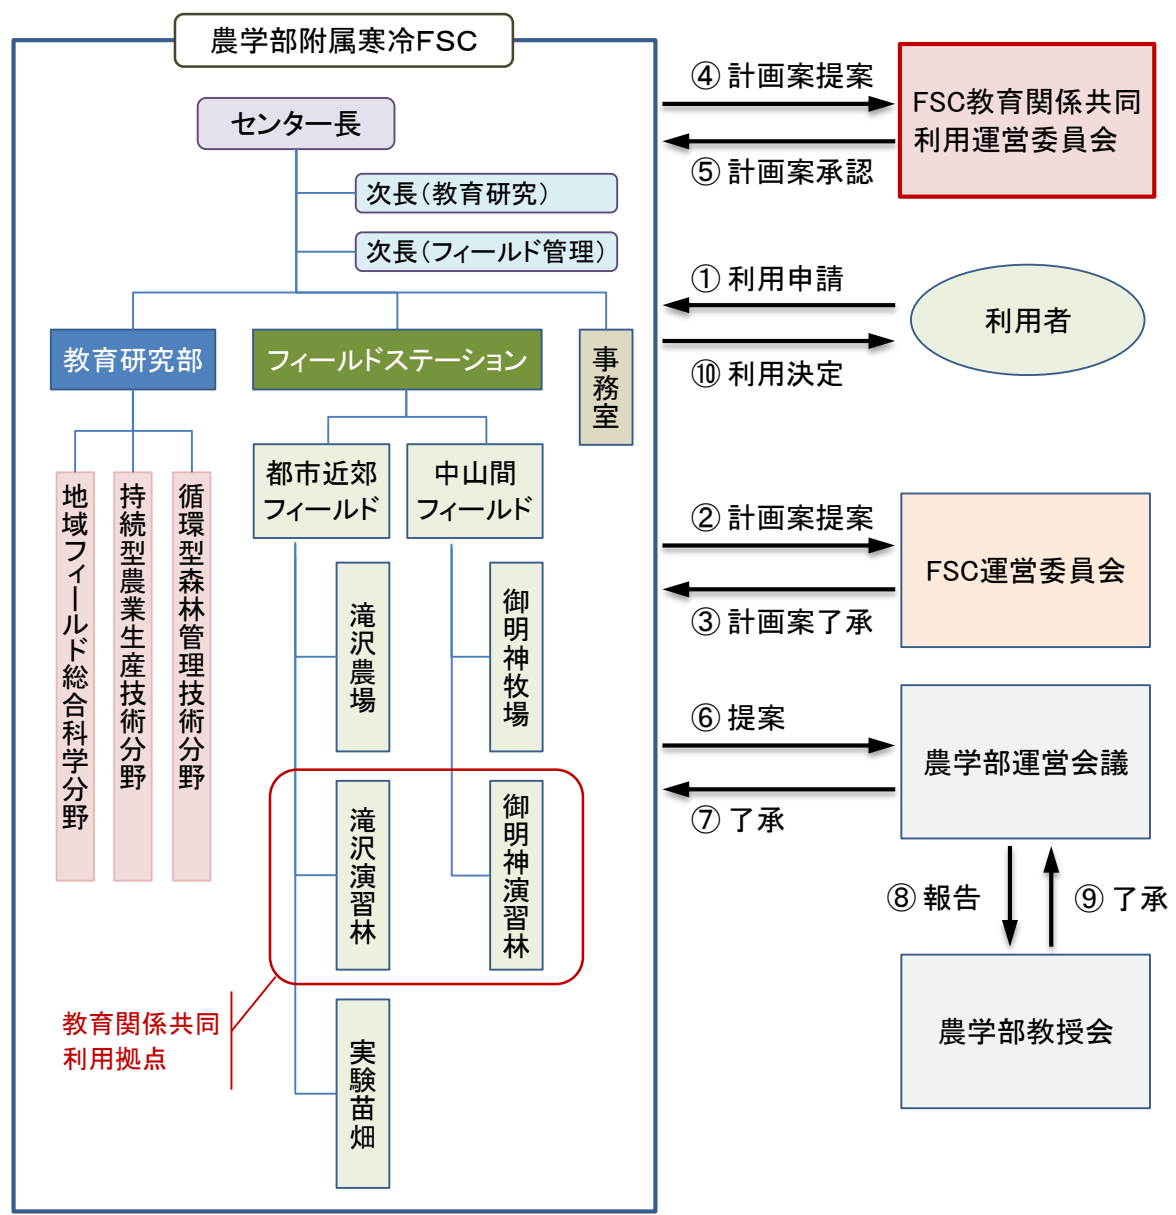 農学部附属寒冷FSC
センター長
次長(教育研究)
次長(フィールド管理)
教育研究部
フィールドステーション
事務室
地域フィールド総合科学分野
持続型農業生産技術分野
循環型森林管理技術分野
都市近郊
フィールド
中山間
フィールド
滝沢農場
滝沢演習林
実験苗畑
御明神牧場
御明神演習林
教育関係共同
利用拠点
④ 計画案提案
⑤ 計画案承認
FSC教育関係共同
利用運営委員会
① 利用申請
⑩ 利用決定
利用者
② 計画案提案
③ 計画案了承
FSC運営委員会
⑥ 提案
⑦ 了承
農学部運営会議
⑧ 報告
⑨ 了承
農学部教授会